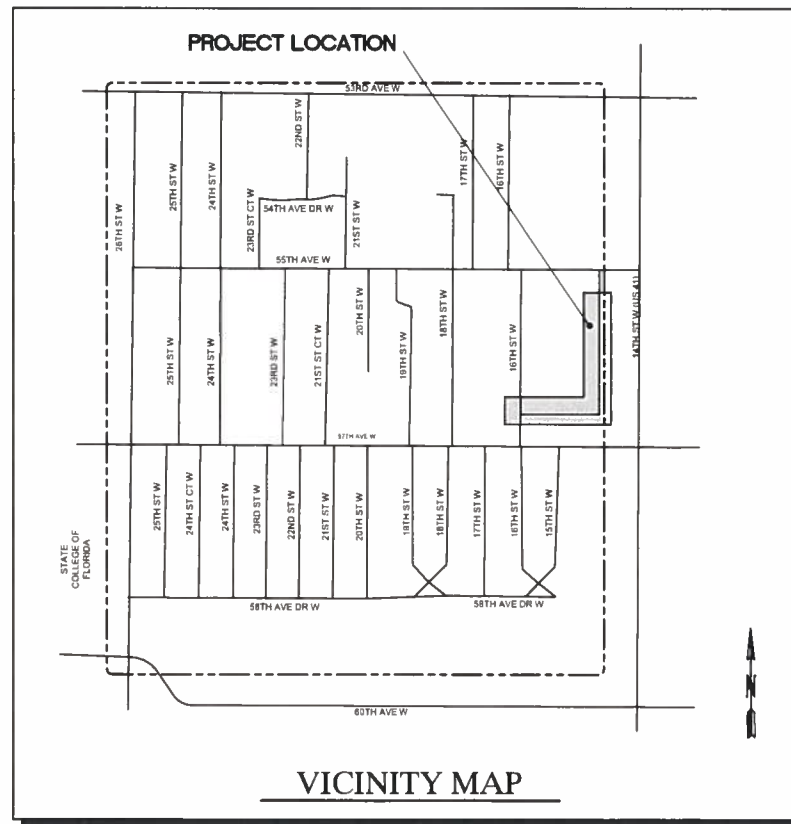 PROJECT LOCATION
53RD AVE W
26TH ST W
25TH ST W
24TH ST W
23RD ST CT W
22ND ST W
54TH AVE DR W
21ST ST W
17TH ST W
16TH ST W
55TH AVE W
25TH ST W
24TH ST W
23RD ST W
21ST ST CT W
20TH ST W
19TH ST W
18TH ST W
16TH ST W
14TH ST W (US 41)
57TH AVE W
25TH ST W
24TH ST CT W
24TH ST W
23RD ST W
22ND ST W
21ST ST W
20TH ST W
19TH ST W
18TH ST W
17TH ST W
16TH ST W
15TH ST W
STATE
COLLEGE OF
FLORIDA
58TH AVE DR W
58TH AVE DR W
60TH AVE W
N
VICINITY MAP